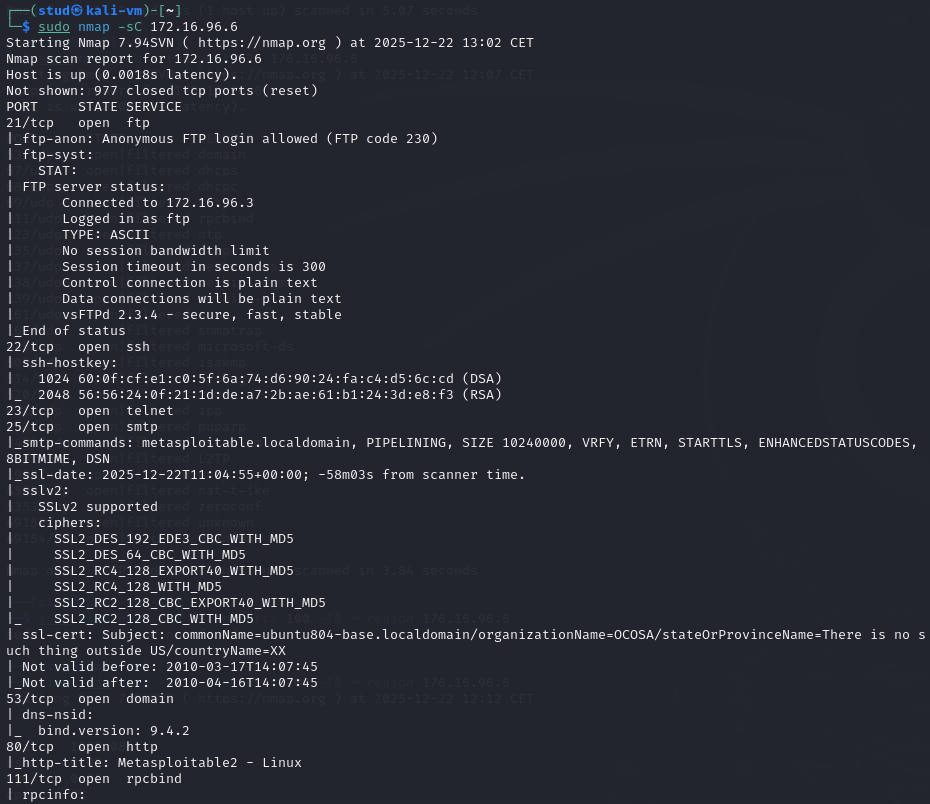 ┌──(stud㉿kali-vm)-[~]
└─$ sudo nmap -sC 172.16.96.6
Starting Nmap 7.94SVN ( https://nmap.org ) at 2025-12-22 13:02 CET
Nmap scan report for 172.16.96.6
Host is up (0.0018s latency).
Not shown: 977 closed tcp ports (reset)
PORT     STATE SERVICE
21/tcp   open  ftp
|_ftp-anon: Anonymous FTP login allowed (FTP code 230)
| ftp-syst:
|   STAT:
| FTP server status:
|      Connected to 172.16.96.3
|      Logged in as ftp
|      TYPE: ASCII
|      No session bandwidth limit
|      Session timeout in seconds is 300
|      Control connection is plain text
|      Data connections will be plain text
|      vsFTPd 2.3.4 - secure, fast, stable
|_End of status
22/tcp   open  ssh
| ssh-hostkey:
|   1024 60:0f:cf:e1:c0:5f:6a:74:d6:90:24:fa:c4:d5:6c:cd (DSA)
|_  2048 56:56:24:0f:21:1d:de:a7:2b:ae:61:b1:24:3d:e8:f3 (RSA)
23/tcp   open  telnet
25/tcp   open  smtp
|_smtp-commands: metasploitable.localdomain, PIPELINING, SIZE 10240000, VRFY, ETRN, STARTTLS, ENHANCEDSTATUSCODES,
8BITMIME, DSN
|_ssl-date: 2025-12-22T11:04:55+00:00; -58m03s from scanner time.
| sslv2:
|   SSLv2 supported
|   ciphers:
|     SSL2_DES_192_EDE3_CBC_WITH_MD5
|     SSL2_DES_64_CBC_WITH_MD5
|     SSL2_RC4_128_EXPORT40_WITH_MD5
|     SSL2_RC4_128_WITH_MD5
|     SSL2_RC2_128_CBC_EXPORT40_WITH_MD5
|_    SSL2_RC2_128_CBC_WITH_MD5
| ssl-cert: Subject: commonName=ubuntu804-base.localdomain/organizationName=OCOSA/stateOrProvinceName=There is no s
uch thing outside US/countryName=XX
| Not valid before: 2010-03-17T14:07:45
|_Not valid after:  2010-04-16T14:07:45
53/tcp   open  domain
| dns-nsid:
|_  bind.version: 9.4.2
80/tcp   open  http
|_http-title: Metasploitable2 - Linux
111/tcp  open  rpcbind
| rpcinfo: